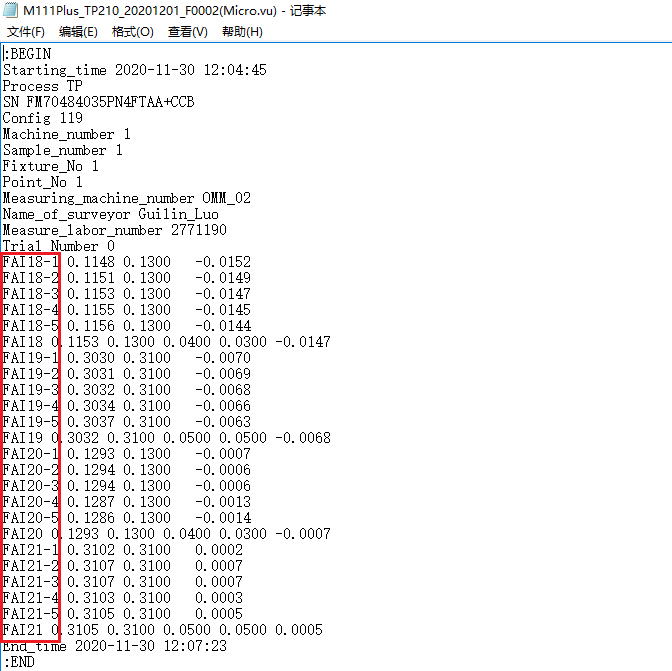 M111Plus_TP210_20201201_F0002(Micro.vu) - 记事本
文件(F) 编辑(E) 格式(O) 查看(V) 帮助(H)
:BEGIN
Starting_time 2020-11-30 12:04:45
Process TP
SN FM70484035PN4FTAA+CCB
Config 119
Machine_number 1
Sample_number 1
Fixture_No 1
Point_No 1
Measuring_machine_number OMM_02
Name_of_surveyor Guilin_Luo
Measure_labor_number 2771190
Trial_Number 0
FAI18-1 0.1148 0.1300 -0.0152
FAI18-2 0.1151 0.1300 -0.0149
FAI18-3 0.1153 0.1300 -0.0147
FAI18-4 0.1155 0.1300 -0.0145
FAI18-5 0.1156 0.1300 -0.0144
FAI18 0.1153 0.1300 0.0400 0.0300 -0.0147
FAI19-1 0.3030 0.3100 -0.0070
FAI19-2 0.3031 0.3100 -0.0069
FAI19-3 0.3032 0.3100 -0.0068
FAI19-4 0.3034 0.3100 -0.0066
FAI19-5 0.3037 0.3100 -0.0063
FAI19 0.3032 0.3100 0.0500 0.0500 -0.0068
FAI20-1 0.1293 0.1300 -0.0007
FAI20-2 0.1294 0.1300 -0.0006
FAI20-3 0.1294 0.1300 -0.0006
FAI20-4 0.1287 0.1300 -0.0013
FAI20-5 0.1286 0.1300 -0.0014
FAI20 0.1293 0.1300 0.0400 0.0300 -0.0007
FAI21-1 0.3102 0.3100 0.0002
FAI21-2 0.3107 0.3100 0.0007
FAI21-3 0.3107 0.3100 0.0007
FAI21-4 0.3103 0.3100 0.0003
FAI21-5 0.3105 0.3100 0.0005
FAI21 0.3105 0.3100 0.0500 0.0500 0.0005
End_time 2020-11-30 12:07:23
:END